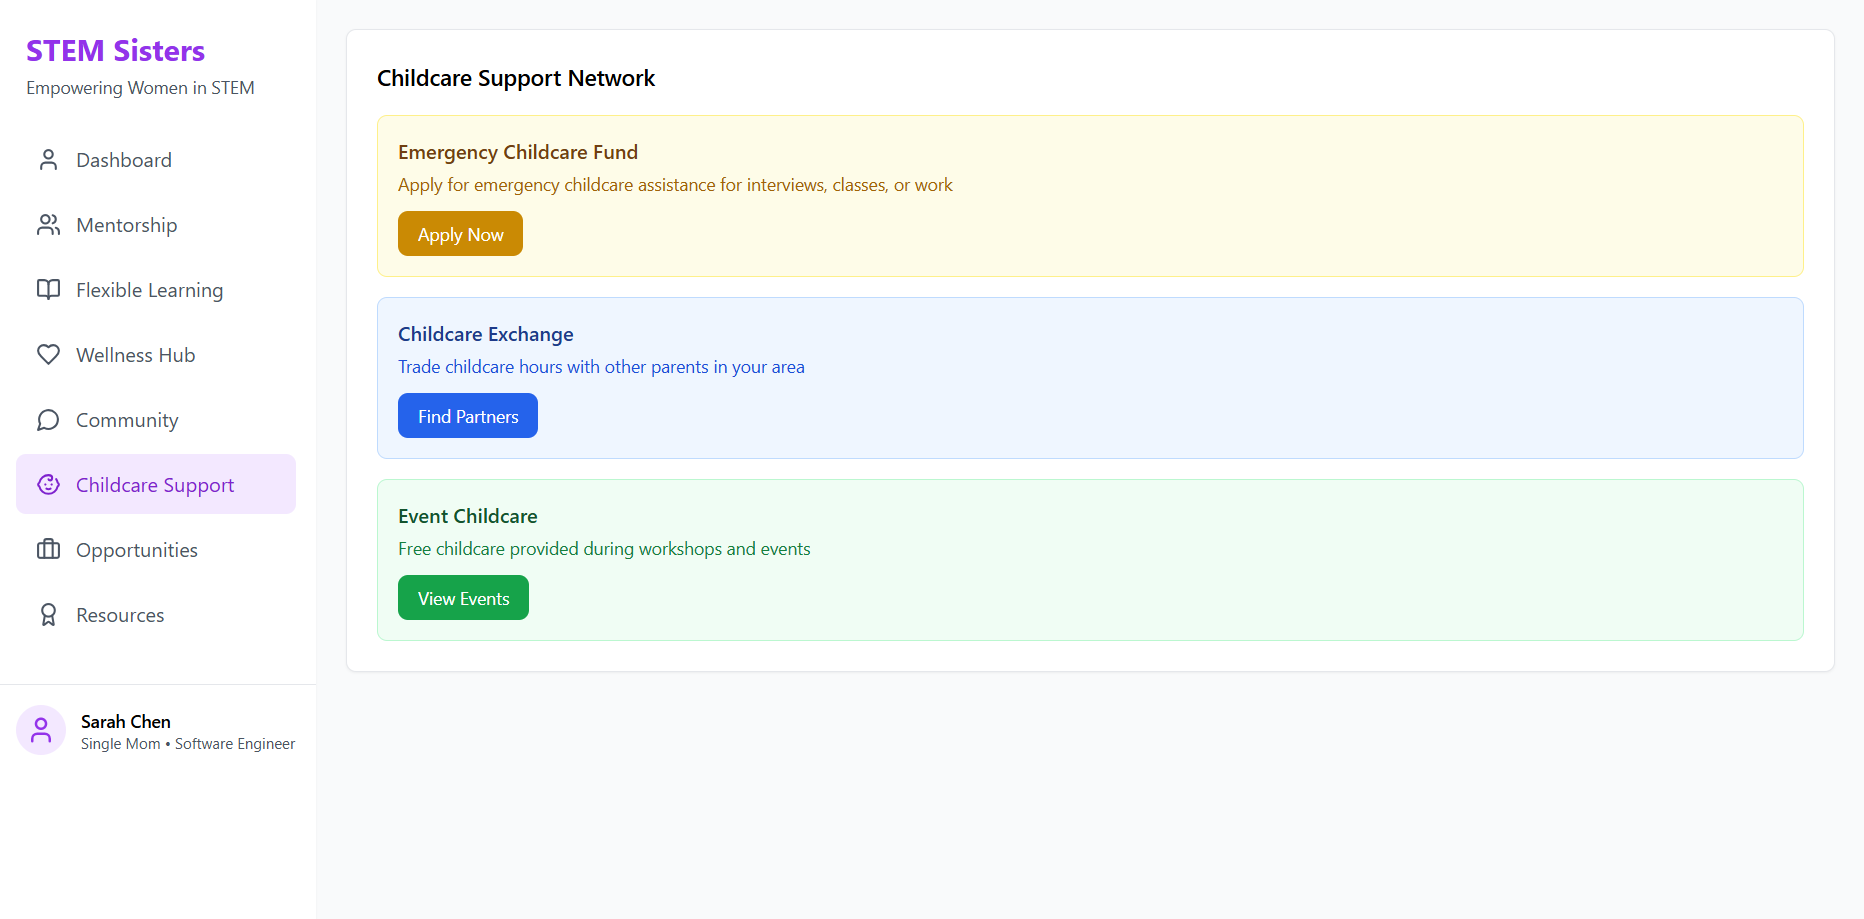 STEM Sisters
Empowering Women in STEM
Dashboard
Mentorship
Flexible Learning
Wellness Hub
Community
Childcare Support
Opportunities
Resources
Sarah Chen
Single Mom • Software Engineer
Childcare Support Network
Emergency Childcare Fund
Apply for emergency childcare assistance for interviews, classes, or work
Apply Now
Childcare Exchange
Trade childcare hours with other parents in your area
Find Partners
Event Childcare
Free childcare provided during workshops and events
View Events